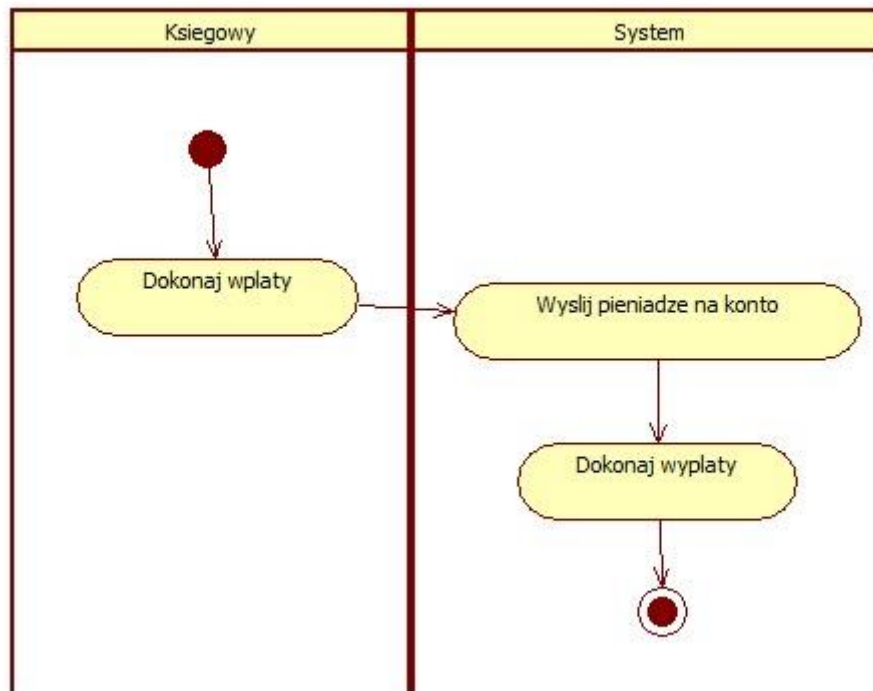 Ksiegowy
System
Dokonaj wplaty
Wyslij pieniadze na konto
Dokonaj wyplaty